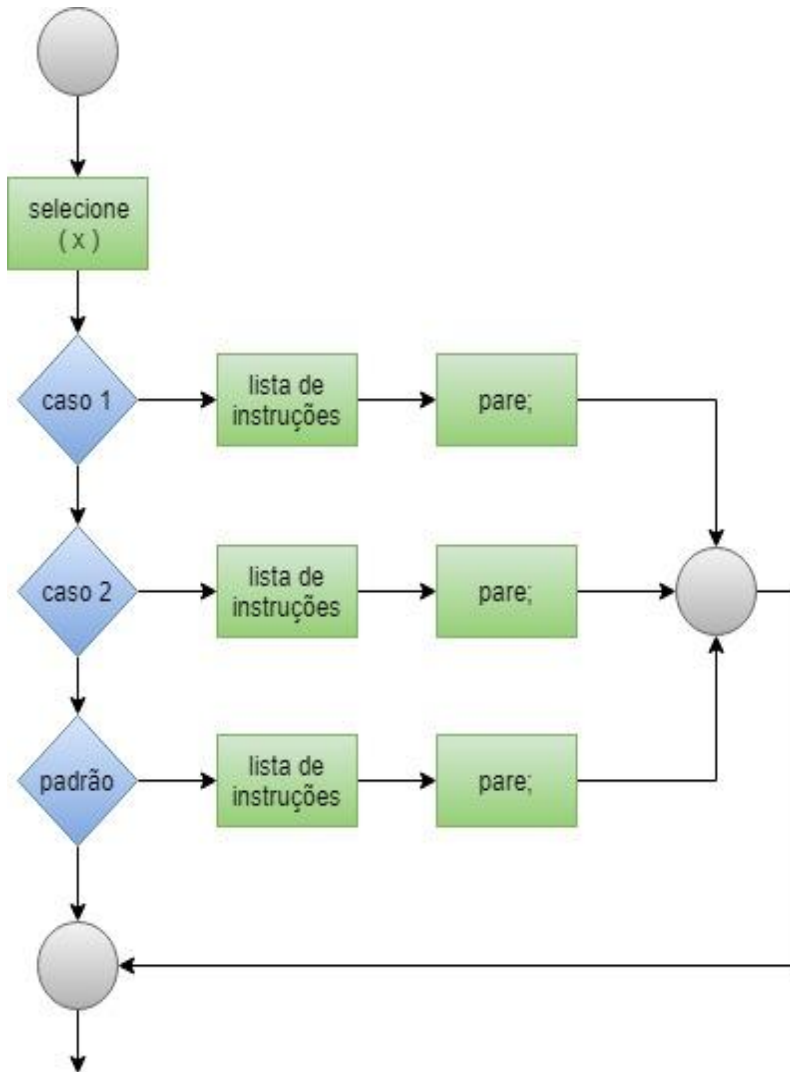 selecione
( x )
caso 1
lista de
instruções
pare;
caso 2
lista de
instruções
pare;
padrão
lista de
instruções
pare;